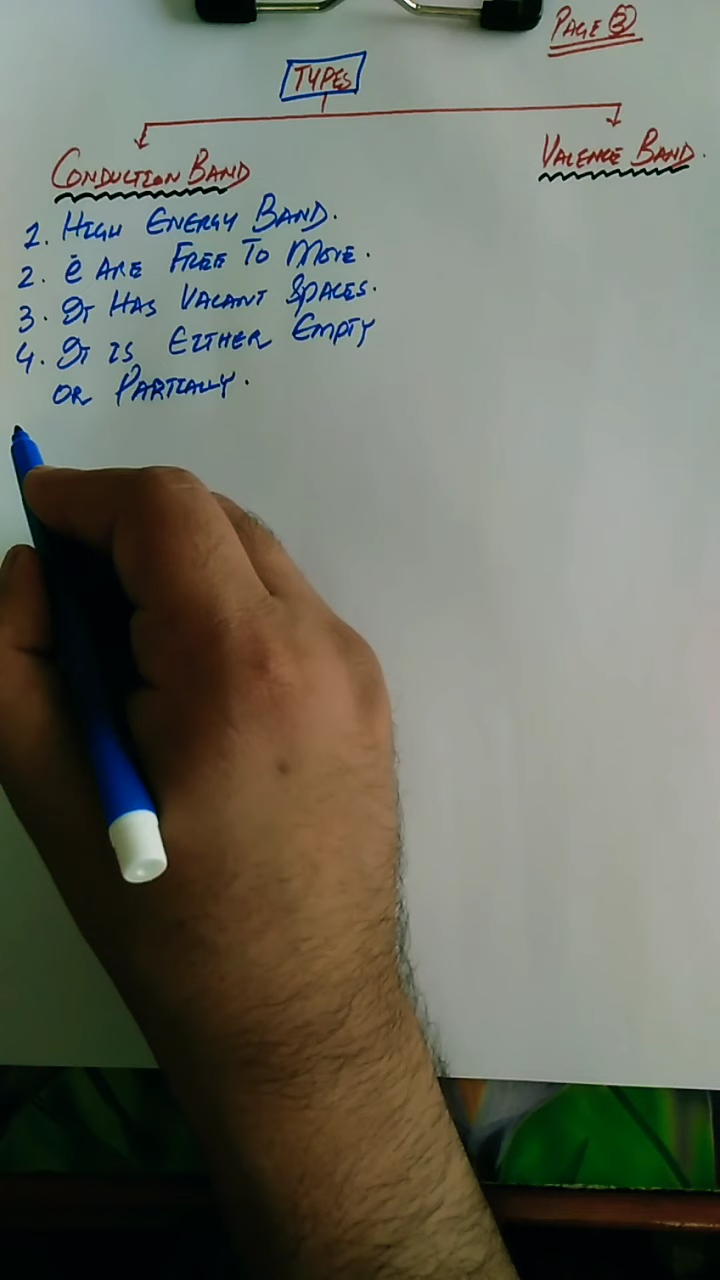 PAGE 3
TYPES
CONDUCTION BAND
VALENCE BAND.
1. HIGH ENERGY BAND.
2. ē ARE FREE TO MOVE.
3. IT HAS VACANT SPACES.
4. IT IS EITHER EMPTY
OR PARTIALLY.